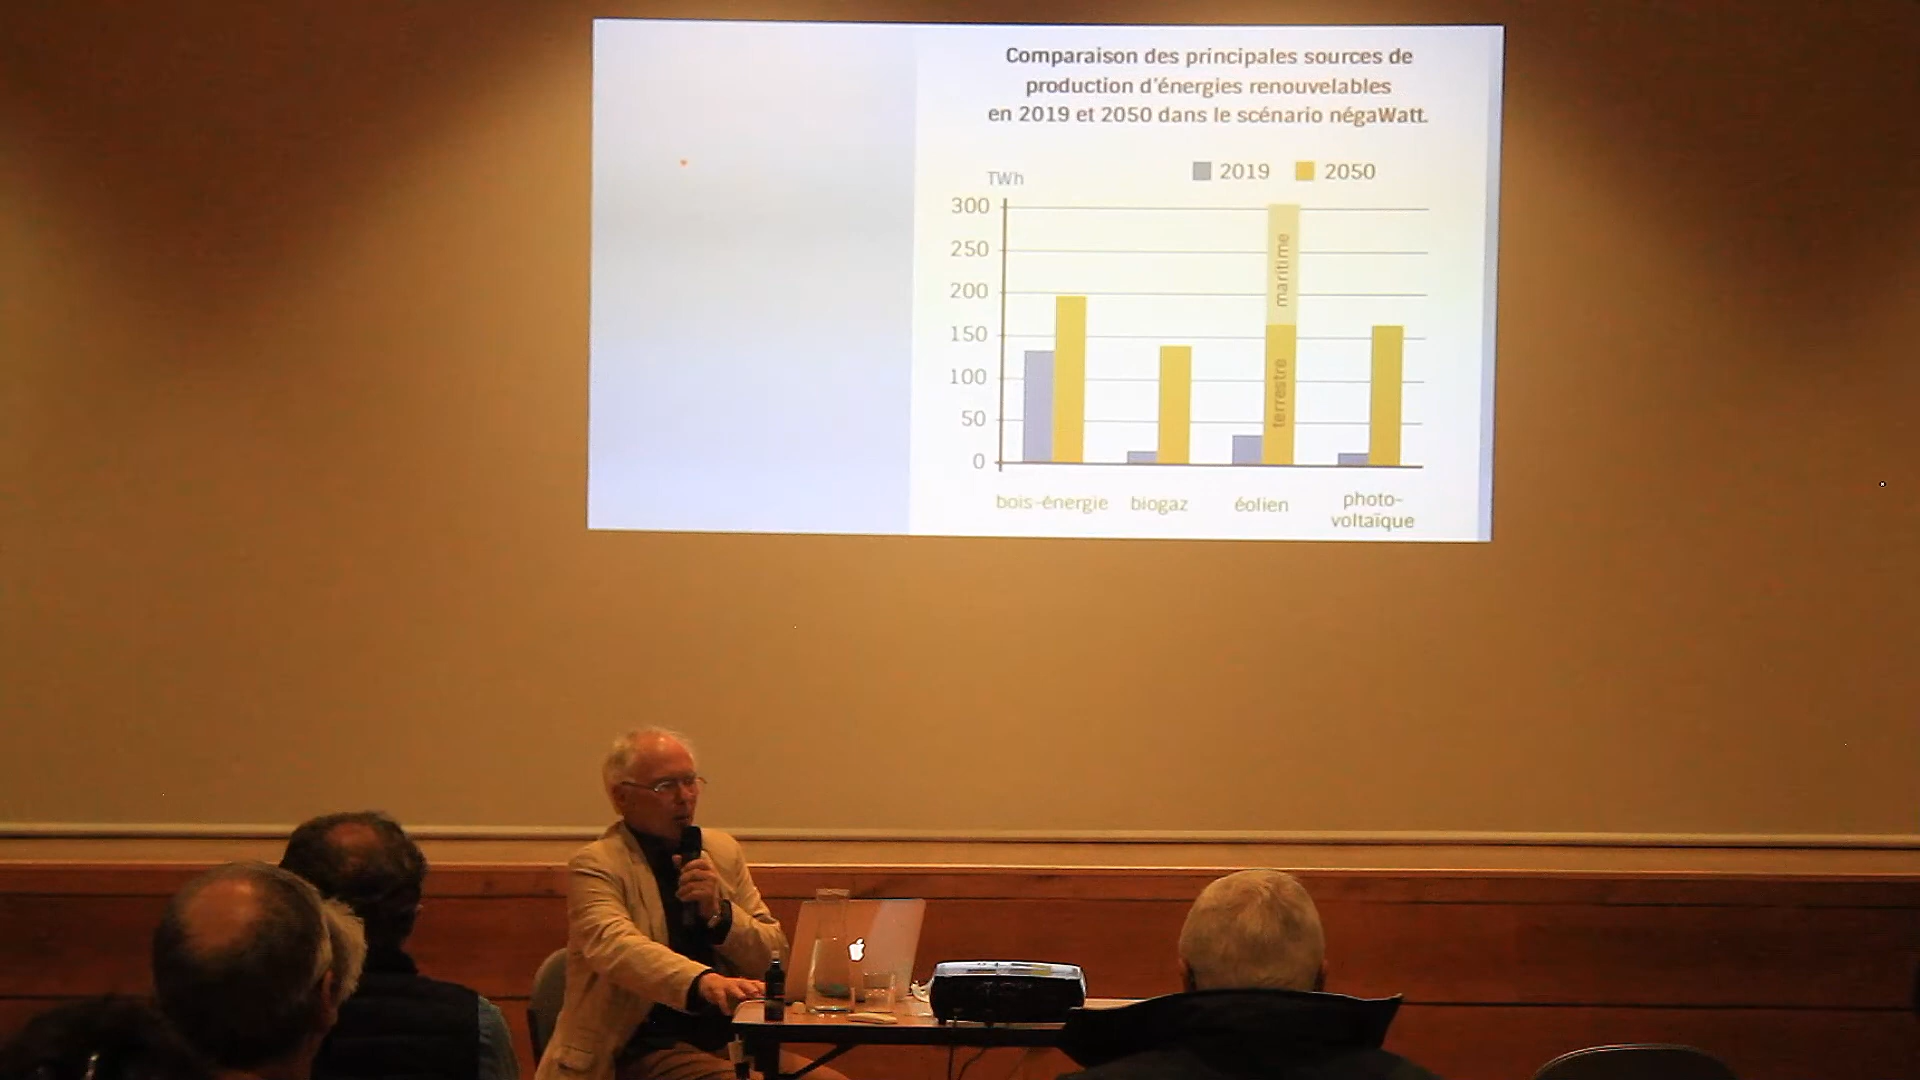 Comparaison des principales sources de
production d'énergies renouvelables
en 2019 et 2050 dans le scénario négaWatt.
2019 2050
TWh
300
250
200
150
100
50
0
maritime
terrestre
bois-énergie biogaz éolien photo-
voltaïque